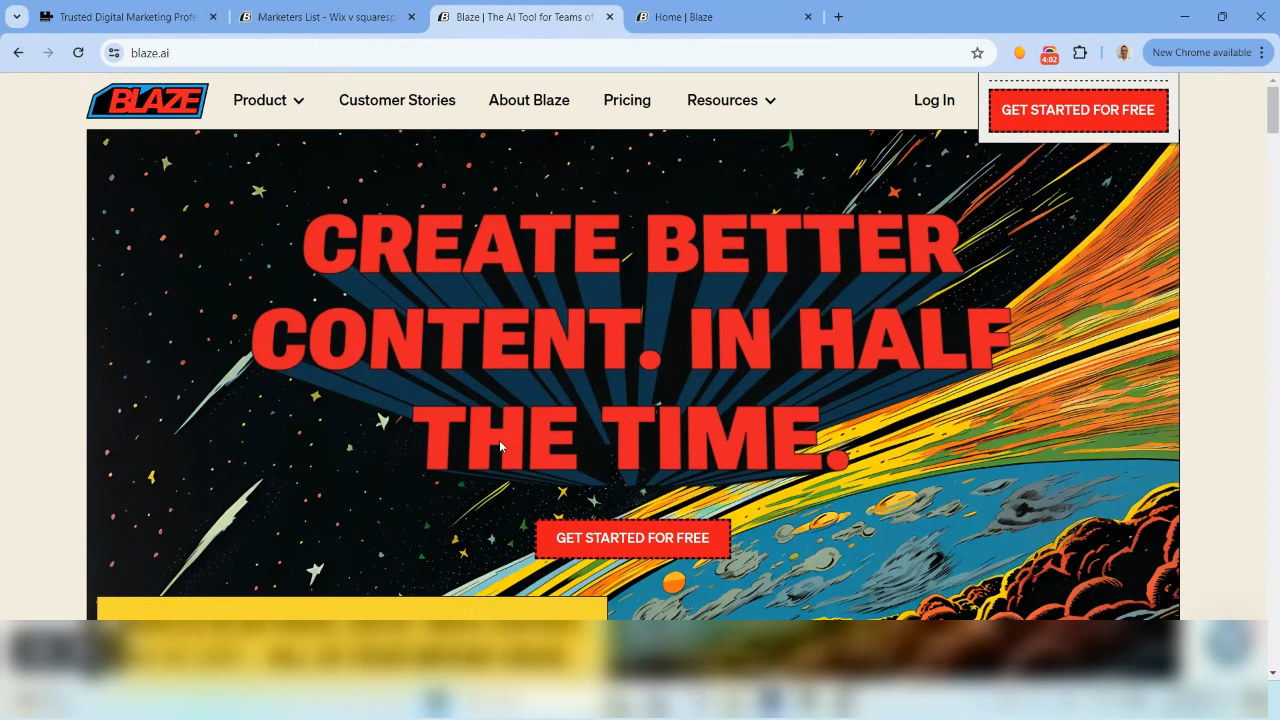 Trusted Digital Marketing Profe
Marketers List - Wix v squaresp
Blaze | The AI Tool for Teams of
Home | Blaze
blaze.ai
4:02
New Chrome available
BLAZE
Product
Customer Stories
About Blaze
Pricing
Resources
Log In
GET STARTED FOR FREE
CREATE BETTER
CONTENT. IN HALF
THE TIME.
GET STARTED FOR FREE